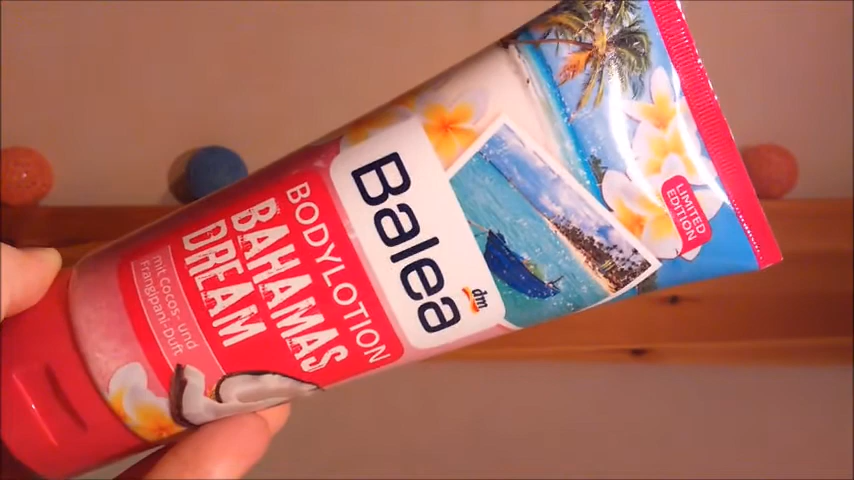 LIMITED
EDITION
Balea
dm
BODYLOTION
BAHAMAS
DREAM
mit Cocos- und
Frangipani-Duft